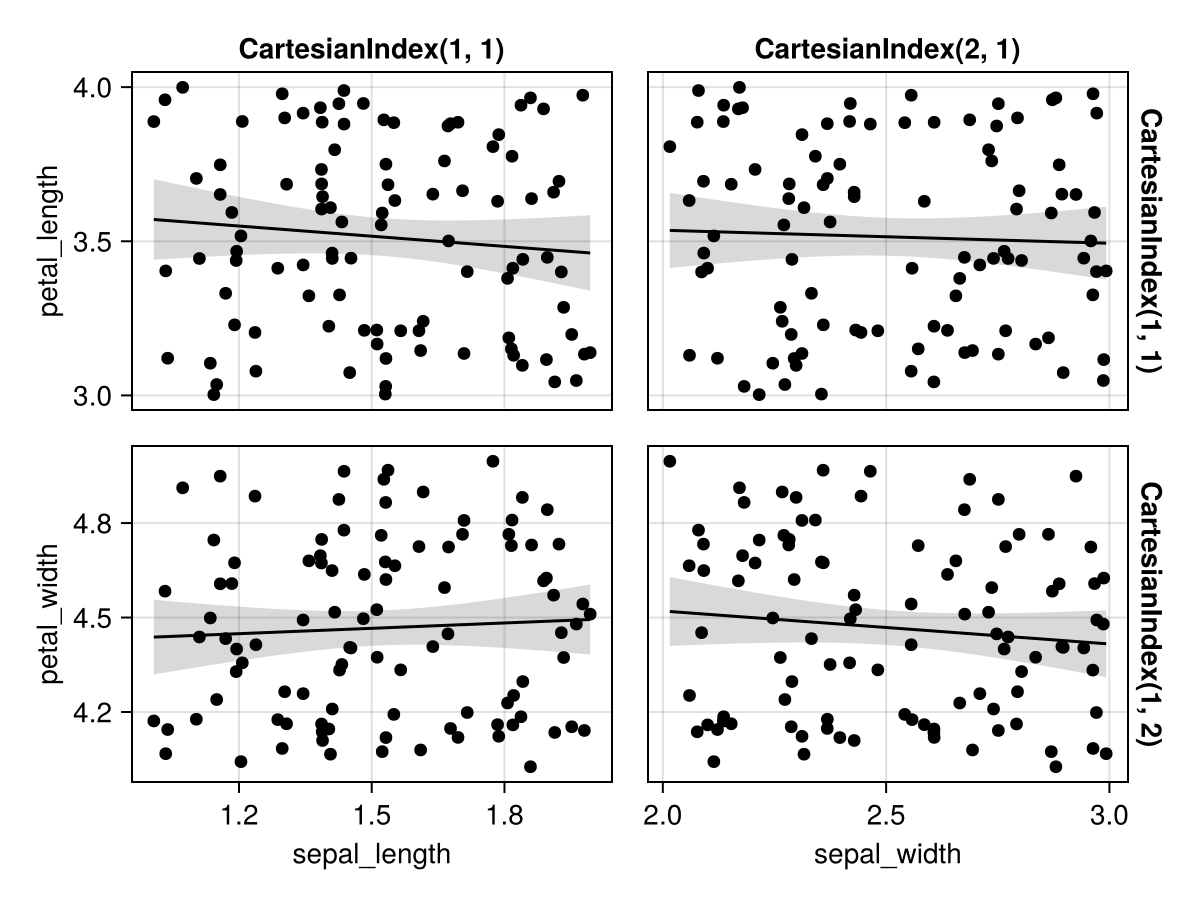 CartesianIndex(1, 1)
CartesianIndex(2, 1)
4.0
3.5
3.0
petal_length
CartesianIndex(1, 1)
4.8
4.5
4.2
petal_width
CartesianIndex(1, 2)
1.2
1.5
1.8
2.0
2.5
3.0
sepal_length
sepal_width